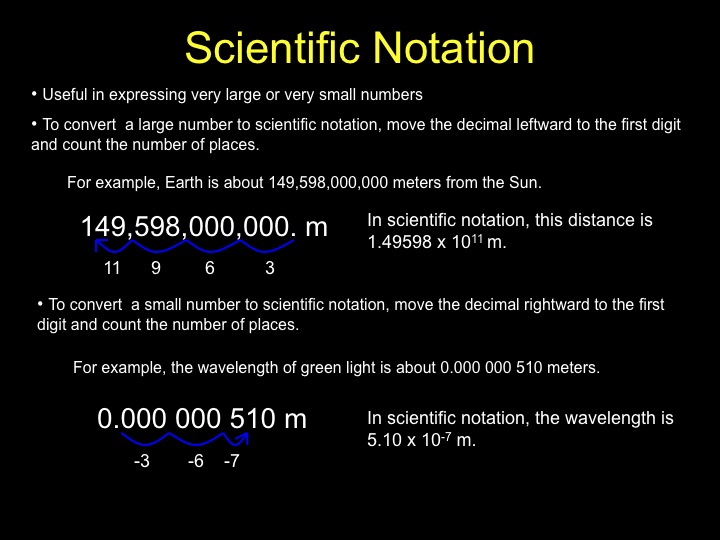 Scientific Notation
• Useful in expressing very large or very small numbers
• To convert  a large number to scientific notation, move the decimal leftward to the first digit
and count the number of places.
For example, Earth is about 149,598,000,000 meters from the Sun.
149,598,000,000. m
In scientific notation, this distance is
1.49598 x 10¹¹ m.
11 9 6 3
• To convert  a small number to scientific notation, move the decimal rightward to the first
digit and count the number of places.
For example, the wavelength of green light is about 0.000 000 510 meters.
0.000 000 510 m
In scientific notation, the wavelength is
5.10 x 10⁻⁷ m.
-3 -6 -7